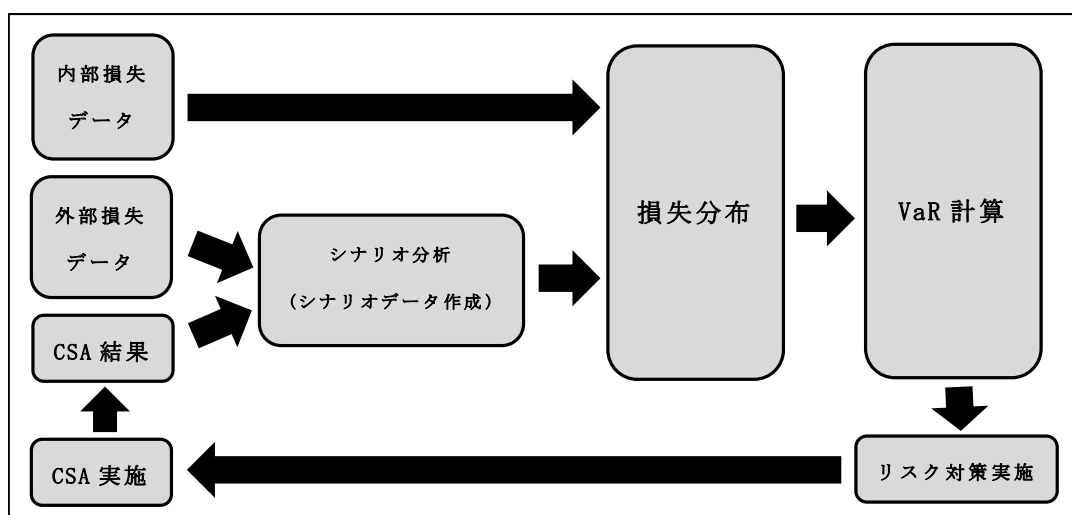 内部損失
データ
外部損失
データ
シナリオ分析
(シナリオデータ作成)
損失分布
VaR 計算
CSA 結果
CSA 実施
リスク対策実施